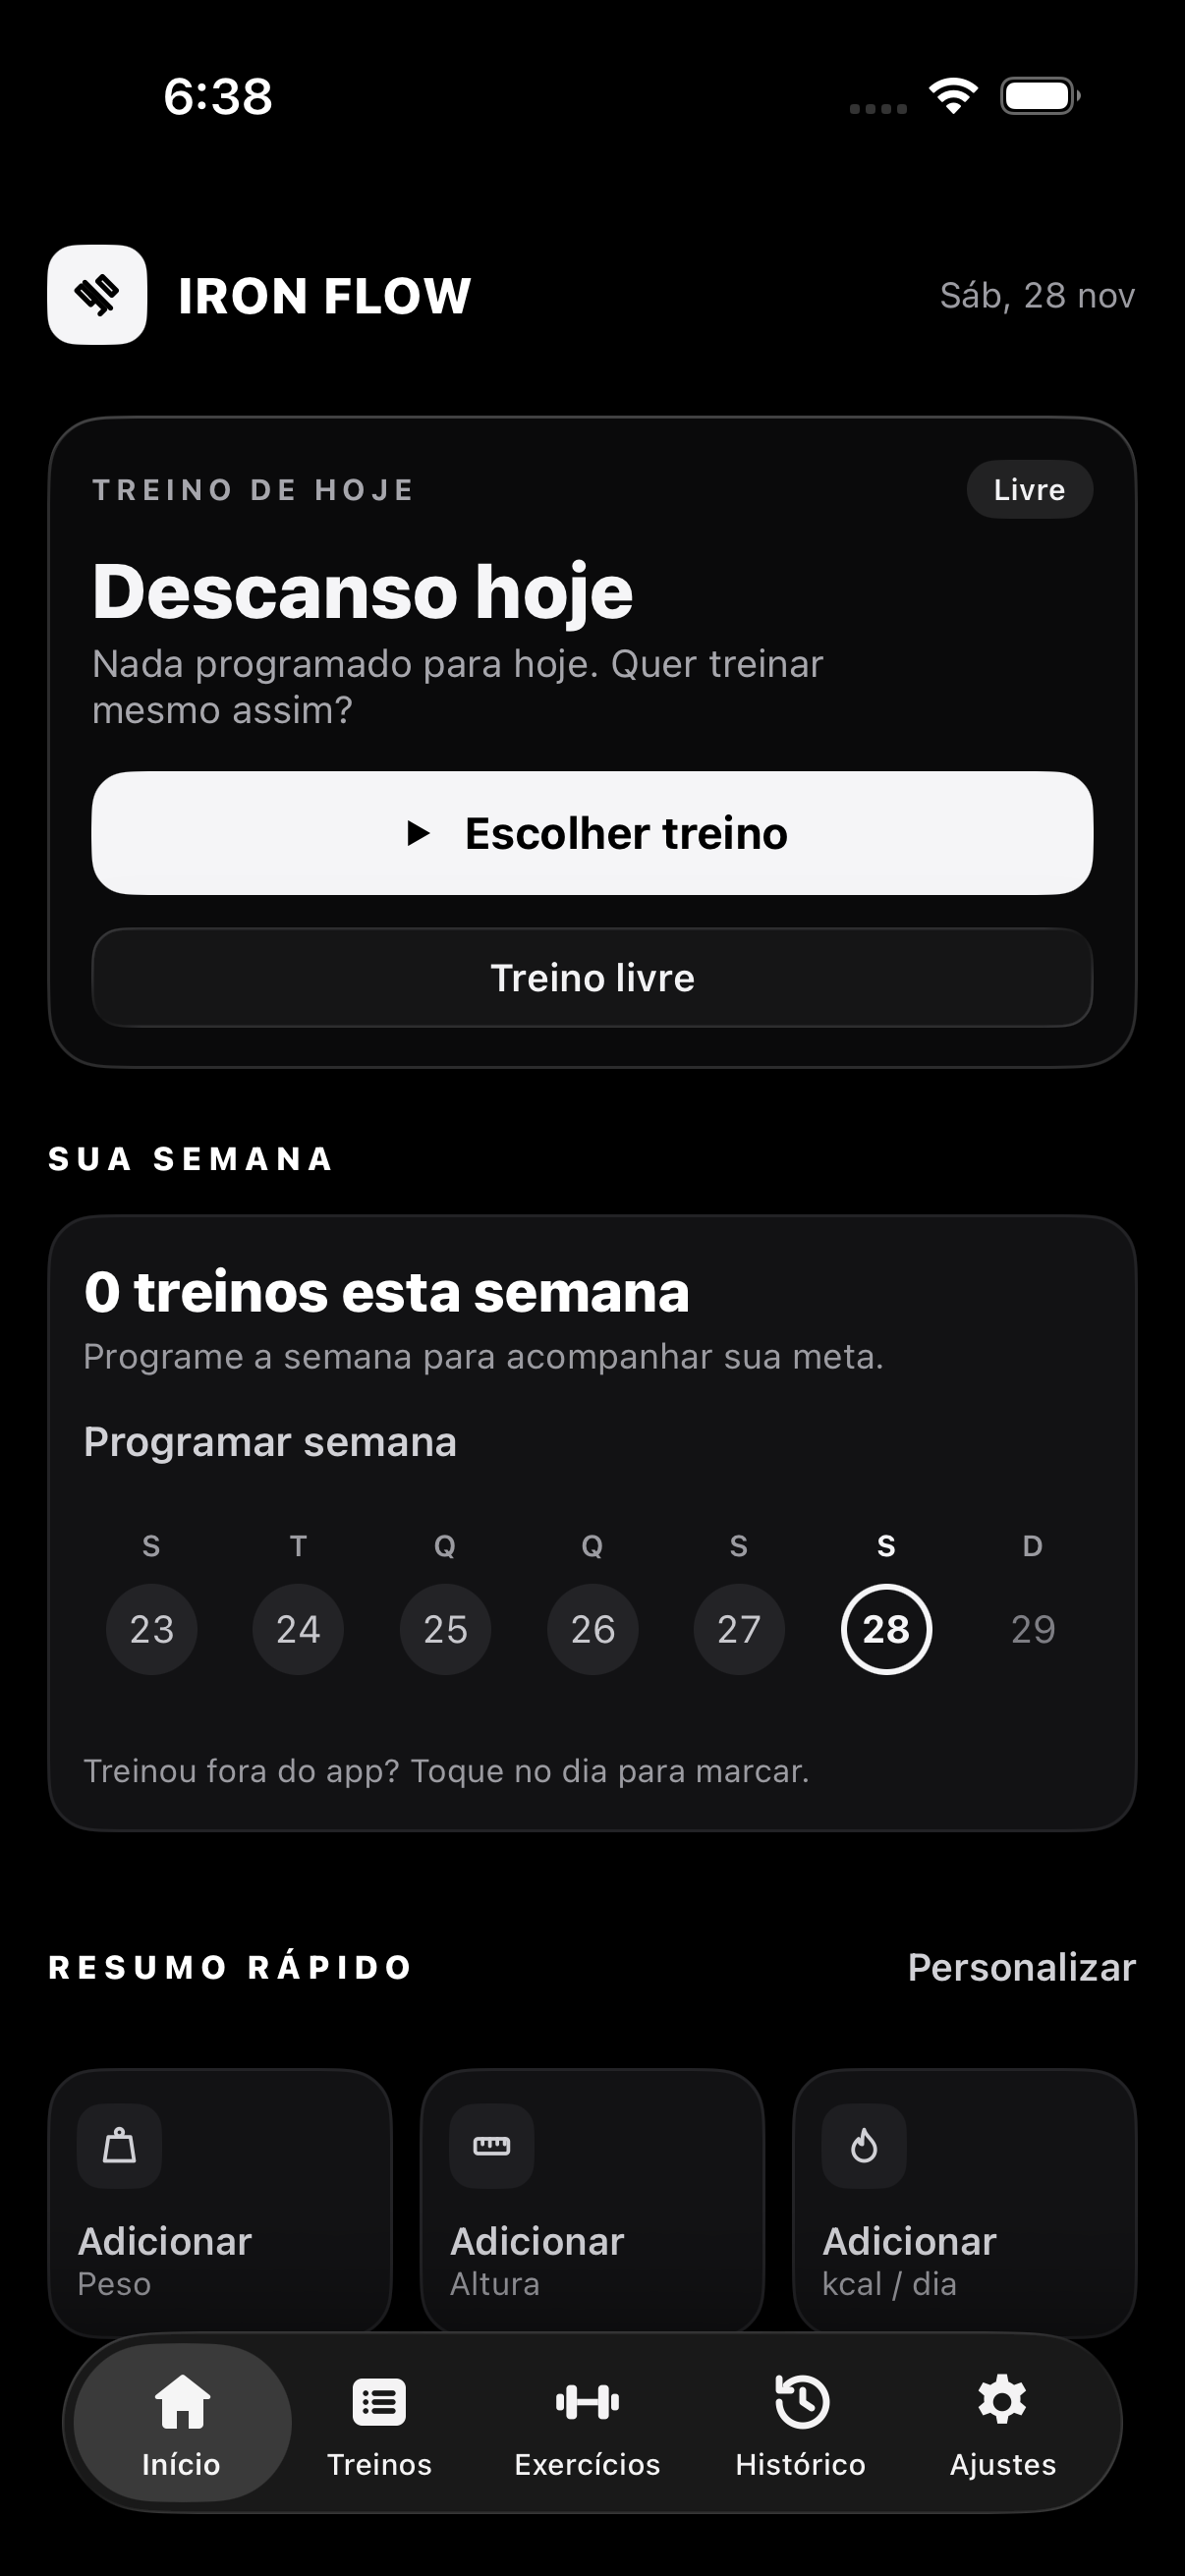 6:38
IRON FLOW
Sáb, 28 nov
TREINO DE HOJE
Livre
Descanso hoje
Nada programado para hoje. Quer treinar
mesmo assim?
Escolher treino
Treino livre
SUA SEMANA
0 treinos esta semana
Programe a semana para acompanhar sua meta.
Programar semana
S T Q Q S S D
23 24 25 26 27 28 29
Treinou fora do app? Toque no dia para marcar.
RESUMO RÁPIDO
Personalizar
Adicionar
Peso
Adicionar
Altura
Adicionar
kcal / dia
Início
Treinos
Exercícios
Histórico
Ajustes